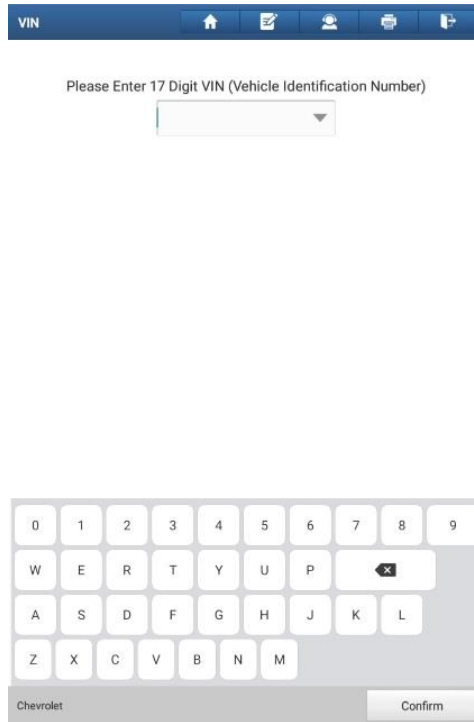 VIN
Please Enter 17 Digit VIN (Vehicle Identification Number)
0 1 2 3 4 5 6 7 8 9
W E R T Y U P
A S D F G H J K L
Z X C V B N M
Chevrolet Confirm